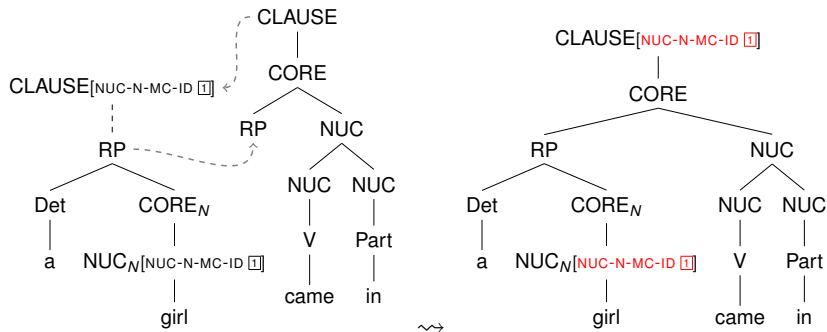 CLAUSE
CLAUSE[NUC-N-MC-ID 1]
CORE
RP NUC
RP
NUC NUC
Det CORE_N
V Part
a NUC_N[NUC-N-MC-ID 1]
came in
girl
⇝
CLAUSE[NUC-N-MC-ID 1]
CORE
RP NUC
Det CORE_N NUC NUC
a NUC_N[NUC-N-MC-ID 1] V Part
girl came in